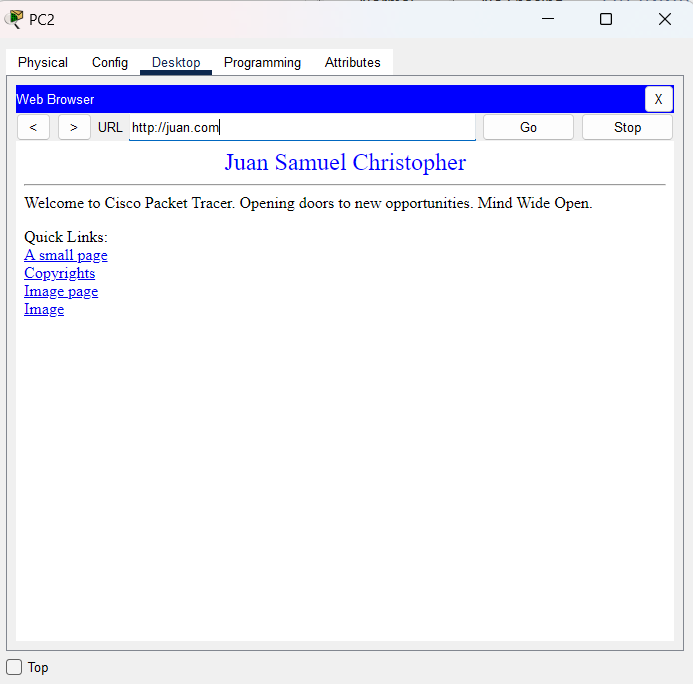 PC2
Physical Config Desktop Programming Attributes
Web Browser X
< > URL http://juan.com Go Stop
Juan Samuel Christopher
Welcome to Cisco Packet Tracer. Opening doors to new opportunities. Mind Wide Open.
Quick Links:
A small page
Copyrights
Image page
Image
Top